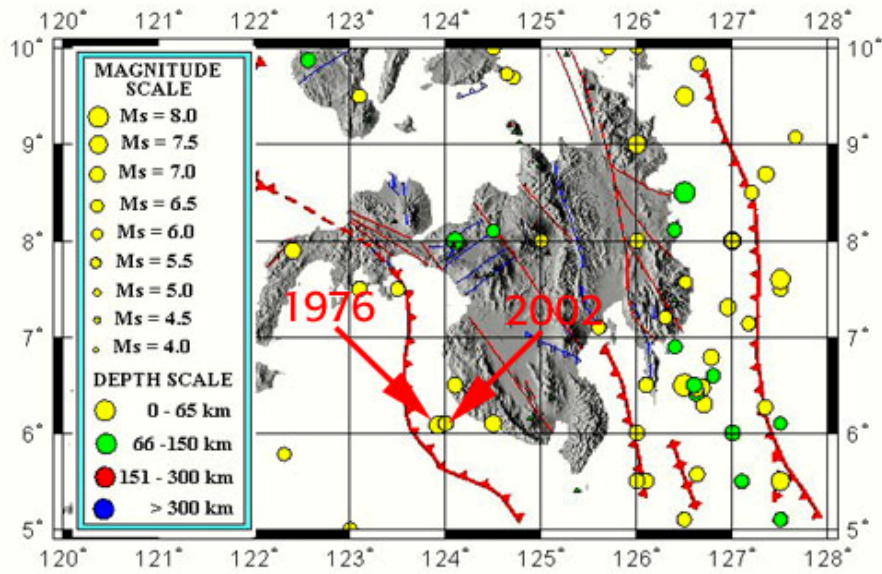 120° 121° 122° 123° 124° 125° 126° 127° 128°
10° 10°
MAGNITUDE
SCALE
Ms = 8.0
Ms = 7.5
Ms = 7.0
Ms = 6.5
Ms = 6.0
Ms = 5.5
Ms = 5.0
Ms = 4.5
Ms = 4.0
DEPTH SCALE
0 - 65 km
66 -150 km
151 - 300 km
> 300 km
9° 9°
8° 8°
1976 2002
7° 7°
6° 6°
5° 5°
120° 121° 122° 123° 124° 125° 126° 127° 128°